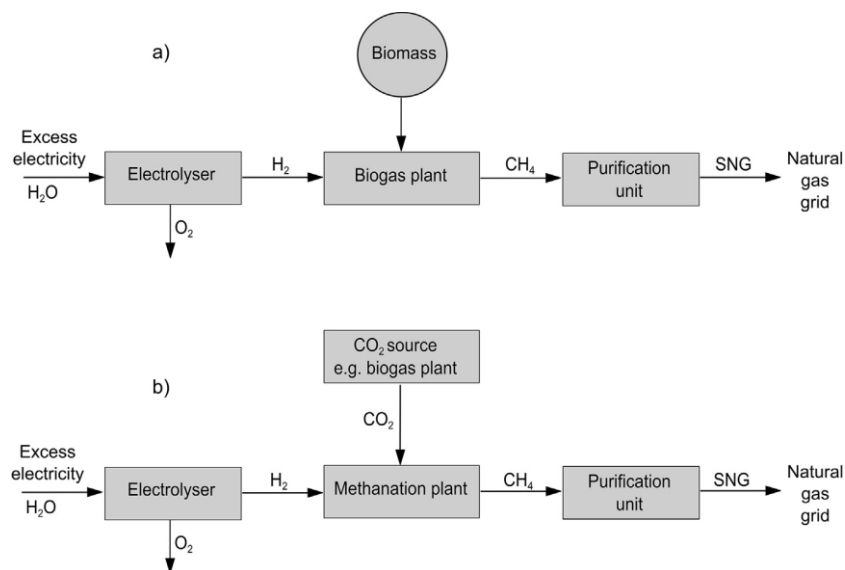 a)
Biomass
Excess
electricity
H₂O
Electrolyser
H₂
Biogas plant
CH₄
Purification
unit
SNG
Natural
gas
grid
O₂
b)
CO₂ source
e.g. biogas plant
CO₂
Excess
electricity
H₂O
Electrolyser
H₂
Methanation plant
CH₄
Purification
unit
SNG
Natural
gas
grid
O₂